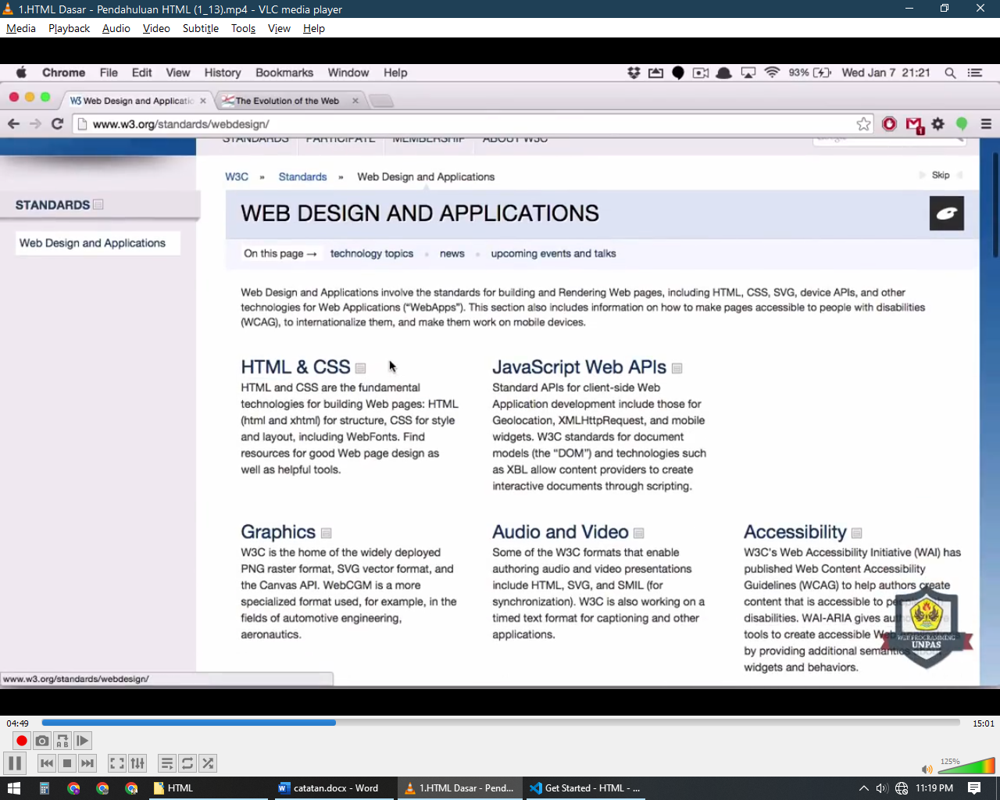 1.HTML Dasar - Pendahuluan HTML (1_13).mp4 - VLC media player
Media Playback Audio Video Subtitle Tools View Help
Chrome File Edit View History Bookmarks Window Help 93% Wed Jan 7 21:21
W3 Web Design and Applicatio The Evolution of the Web
www.w3.org/standards/webdesign/
STANDARDS PARTICIPATE MEMBERSHIP ABOUT W3C
W3C » Standards » Web Design and Applications Skip
STANDARDS
Web Design and Applications
WEB DESIGN AND APPLICATIONS
On this page → technology topics • news • upcoming events and talks
Web Design and Applications involve the standards for building and Rendering Web pages, including HTML, CSS, SVG, device APIs, and other
technologies for Web Applications (“WebApps”). This section also includes information on how to make pages accessible to people with disabilities
(WCAG), to internationalize them, and make them work on mobile devices.
HTML & CSS
HTML and CSS are the fundamental
technologies for building Web pages: HTML
(html and xhtml) for structure, CSS for style
and layout, including WebFonts. Find
resources for good Web page design as
well as helpful tools.
JavaScript Web APIs
Standard APIs for client-side Web
Application development include those for
Geolocation, XMLHttpRequest, and mobile
widgets. W3C standards for document
models (the “DOM”) and technologies such
as XBL allow content providers to create
interactive documents through scripting.
Graphics
W3C is the home of the widely deployed
PNG raster format, SVG vector format, and
the Canvas API. WebCGM is a more
specialized format used, for example, in the
fields of automotive engineering,
aeronautics.
Audio and Video
Some of the W3C formats that enable
authoring audio and video presentations
include HTML, SVG, and SMIL (for
synchronization). W3C is also working on a
timed text format for captioning and other
applications.
Accessibility
W3C’s Web Accessibility Initiative (WAI) has
published Web Content Accessibility
Guidelines (WCAG) to help authors create
content that is accessible to
disabilities. WAI-ARIA gives
tools to create accessible
by providing additional
widgets and behaviors.
WEB PROGRAMMING
UNPAS
www.w3.org/standards/webdesign/
04:49 15:01
125%
HTML catatan.docx - Word 1.HTML Dasar - Pend... Get Started - HTML - ... 11:19 PM